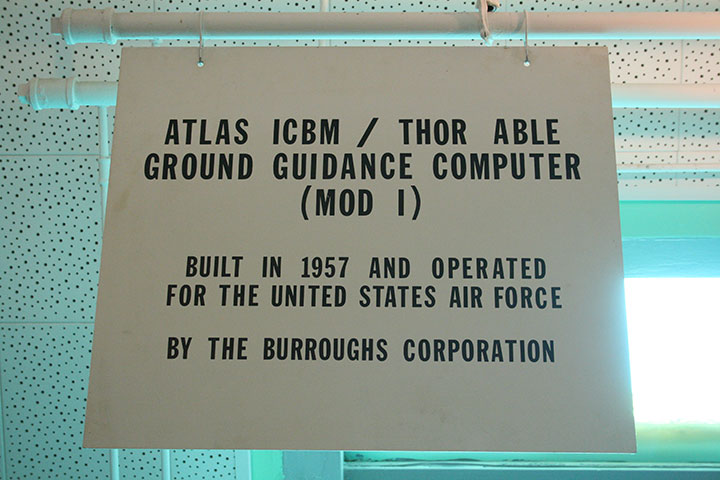 ATLAS ICBM / THOR ABLE
GROUND GUIDANCE COMPUTER
(MOD I)
BUILT IN 1957 AND OPERATED
FOR THE UNITED STATES AIR FORCE
BY THE BURROUGHS CORPORATION